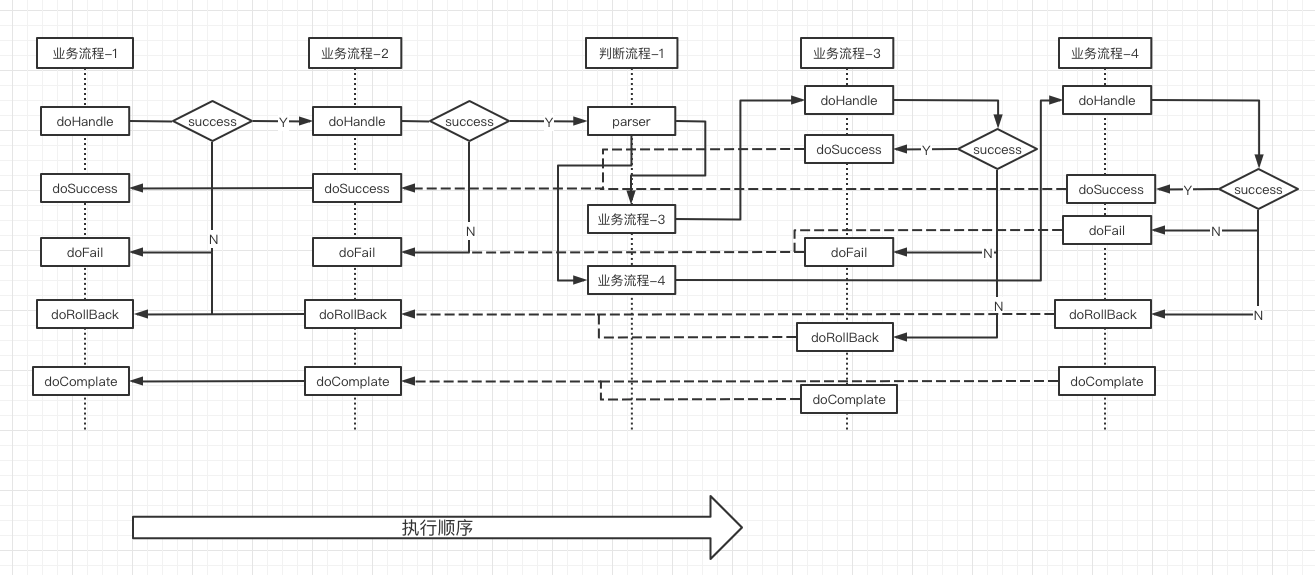 业务流程-1
业务流程-2
判断流程-1
业务流程-3
业务流程-4
doHandle
success
Y
doHandle
success
Y
parser
doHandle
doHandle
doSuccess
Y
success
doSuccess
doSuccess
doSuccess
Y
success
业务流程-3
doFail
N
N
N
doFail
doFail
doFail
N
业务流程-4
doRollBack
doRollBack
N
doRollBack
N
doRollBack
doComplate
doComplate
doComplate
doComplate
执行顺序